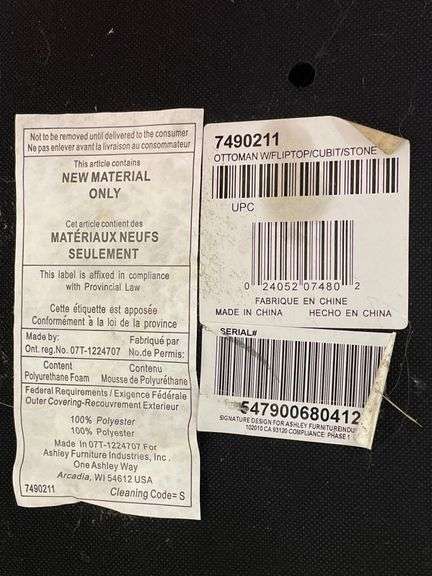 Not to be removed until delivered to the consumer
Ne pas enlever avant la livraison au consommateur
This article contains
NEW MATERIAL
ONLY
Cet article contient des
MATÉRIAUX NEUFS
SEULEMENT
This label is affixed in compliance
with Provincial Law
Cette étiquette est apposée
Conformément à la loi de la province
Made by: Fabriqué par
Ont.reg.No. 07T-1224707 No.de Permis:
Content Contenu
Polyurethane Foam Mousse de Polyuréthane
Federal Requirements / Exigence Fédérale
Outer Covering-Recouvrement Exterieur
100% Polyester
100% Polyester
Made In 07T-1224707 For
Ashley Furniture Industries, Inc.
One Ashley Way
Arcadia, WI 54612 USA
7490211 Cleaning Code= S
7490211
OTTOMAN W/FLIPTOP/CUBIT/STONE
UPC
0 24052 07480 2
FABRIQUE EN CHINE
MADE IN CHINA HECHO EN CHINA
SERIAL#
547900680412
SIGNATURE DESIGN FOR ASHLEY FURNITUREINDU
102010 CA 93120 COMPLIANCE: PHASE 1